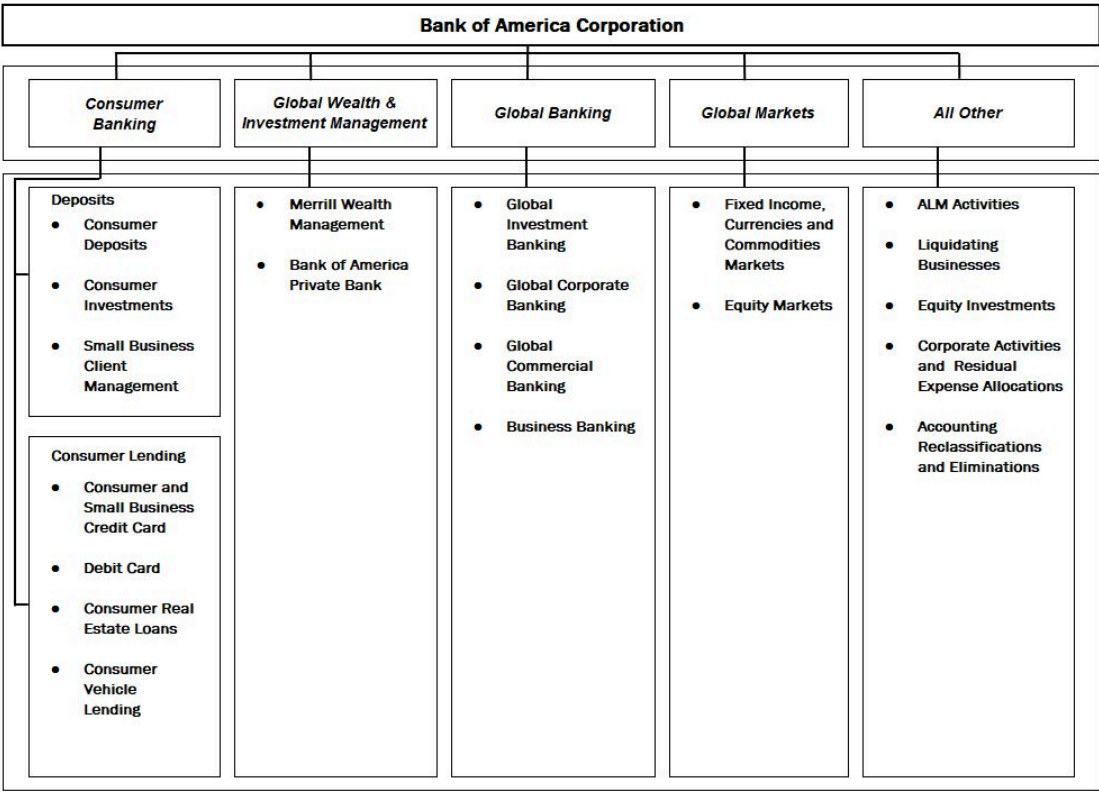 Bank of America Corporation
Consumer
Banking
Global Wealth &
Investment Management
Global Banking
Global Markets
All Other
Deposits
● Consumer
Deposits
● Consumer
Investments
● Small Business
Client
Management
Consumer Lending
● Consumer and
Small Business
Credit Card
● Debit Card
● Consumer Real
Estate Loans
● Consumer
Vehicle
Lending
● Merrill Wealth
Management
● Bank of America
Private Bank
● Global
Investment
Banking
● Global Corporate
Banking
● Global
Commercial
Banking
● Business Banking
● Fixed Income,
Currencies and
Commodities
Markets
● Equity Markets
● ALM Activities
● Liquidating
Businesses
● Equity Investments
● Corporate Activities
and Residual
Expense Allocations
● Accounting
Reclassifications
and Eliminations